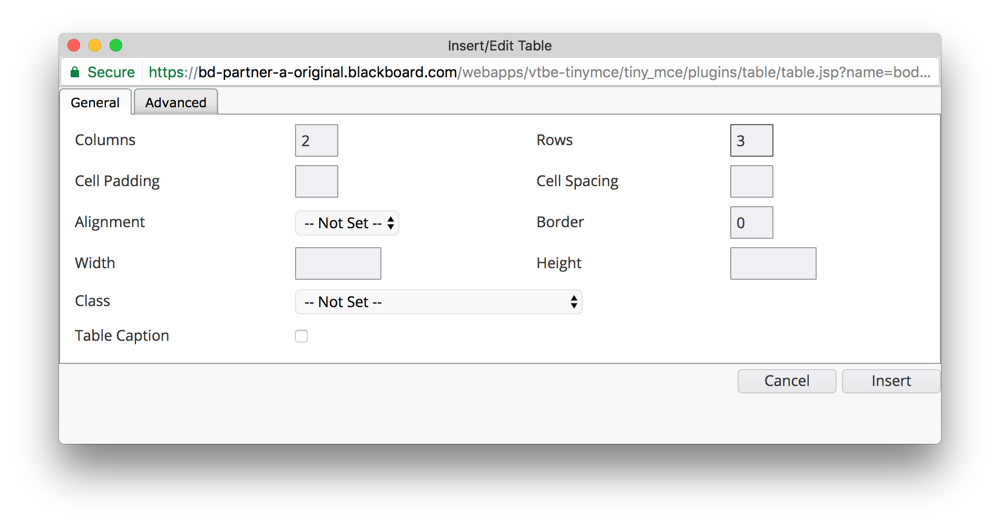 Insert/Edit Table
Secure https://bd-partner-a-original.blackboard.com/webapps/vtbe-tinymce/tiny_mce/plugins/table/table.jsp?name=bod...
General Advanced
Columns 2 Rows 3
Cell Padding Cell Spacing
Alignment -- Not Set -- Border 0
Width Height
Class -- Not Set --
Table Caption
Cancel Insert